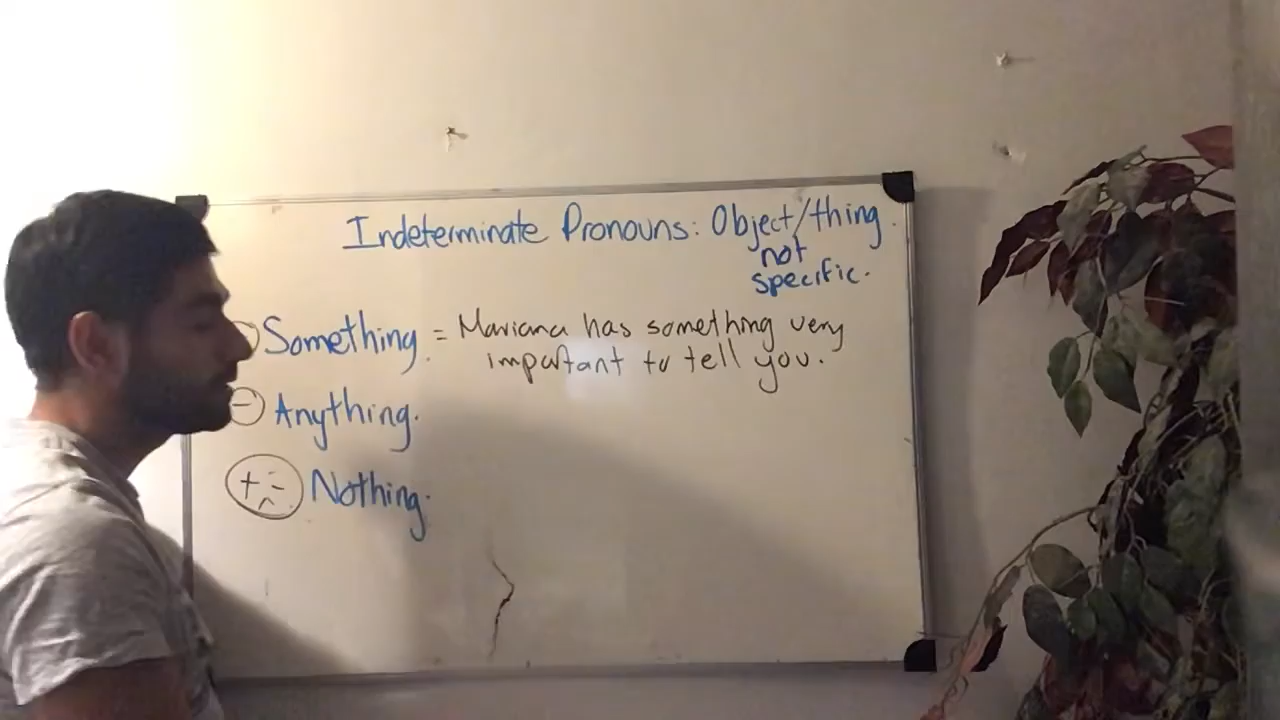 Indeterminate Pronouns: Object/thing.
not
specific.
Something. = Mariana has something very
important to tell you.
- Anything.
+ - Nothing.